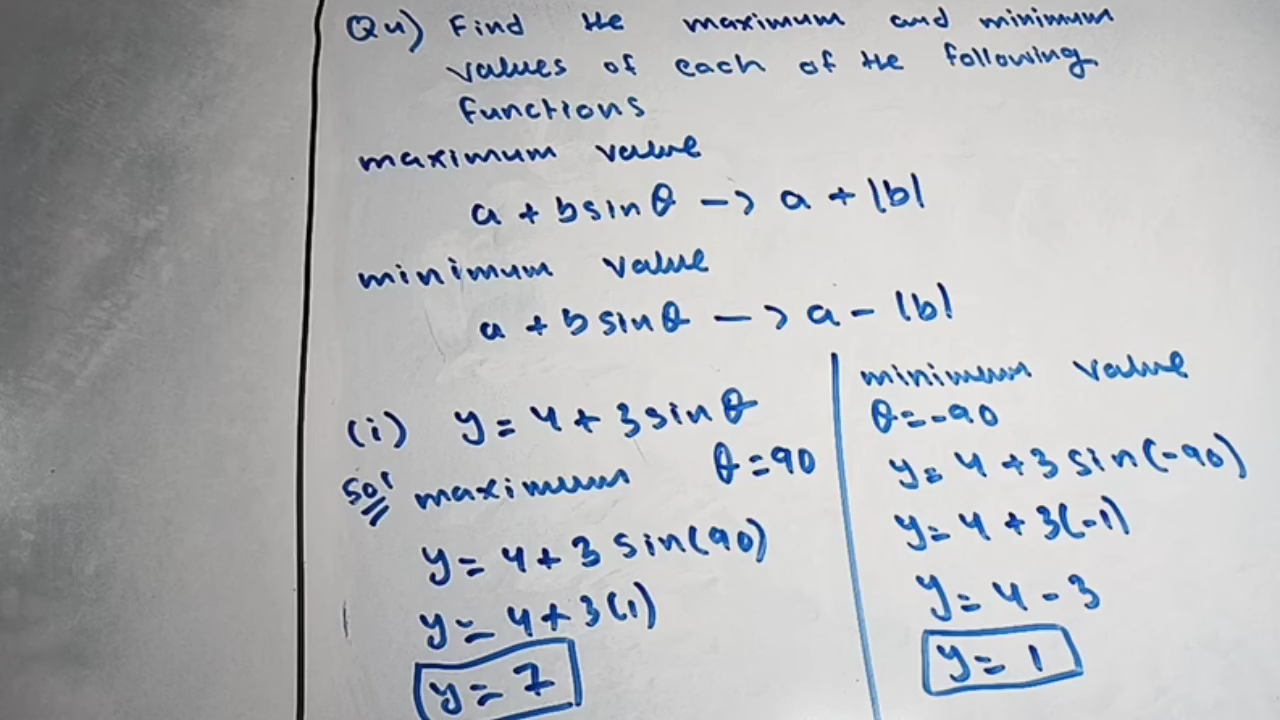 Q4) Find the maximum and minimum
values of each of the following
functions
maximum value
a + b sin θ -> a + |b|
minimum value
a + b sin θ -> a - |b|
(i) y = 4 + 3 sin θ
sol maximum θ = 90
y = 4 + 3 sin(90)
y = 4 + 3(1)
y = 7
minimum value
θ = -90
y = 4 + 3 sin(-90)
y = 4 + 3(-1)
y = 4 - 3
y = 1